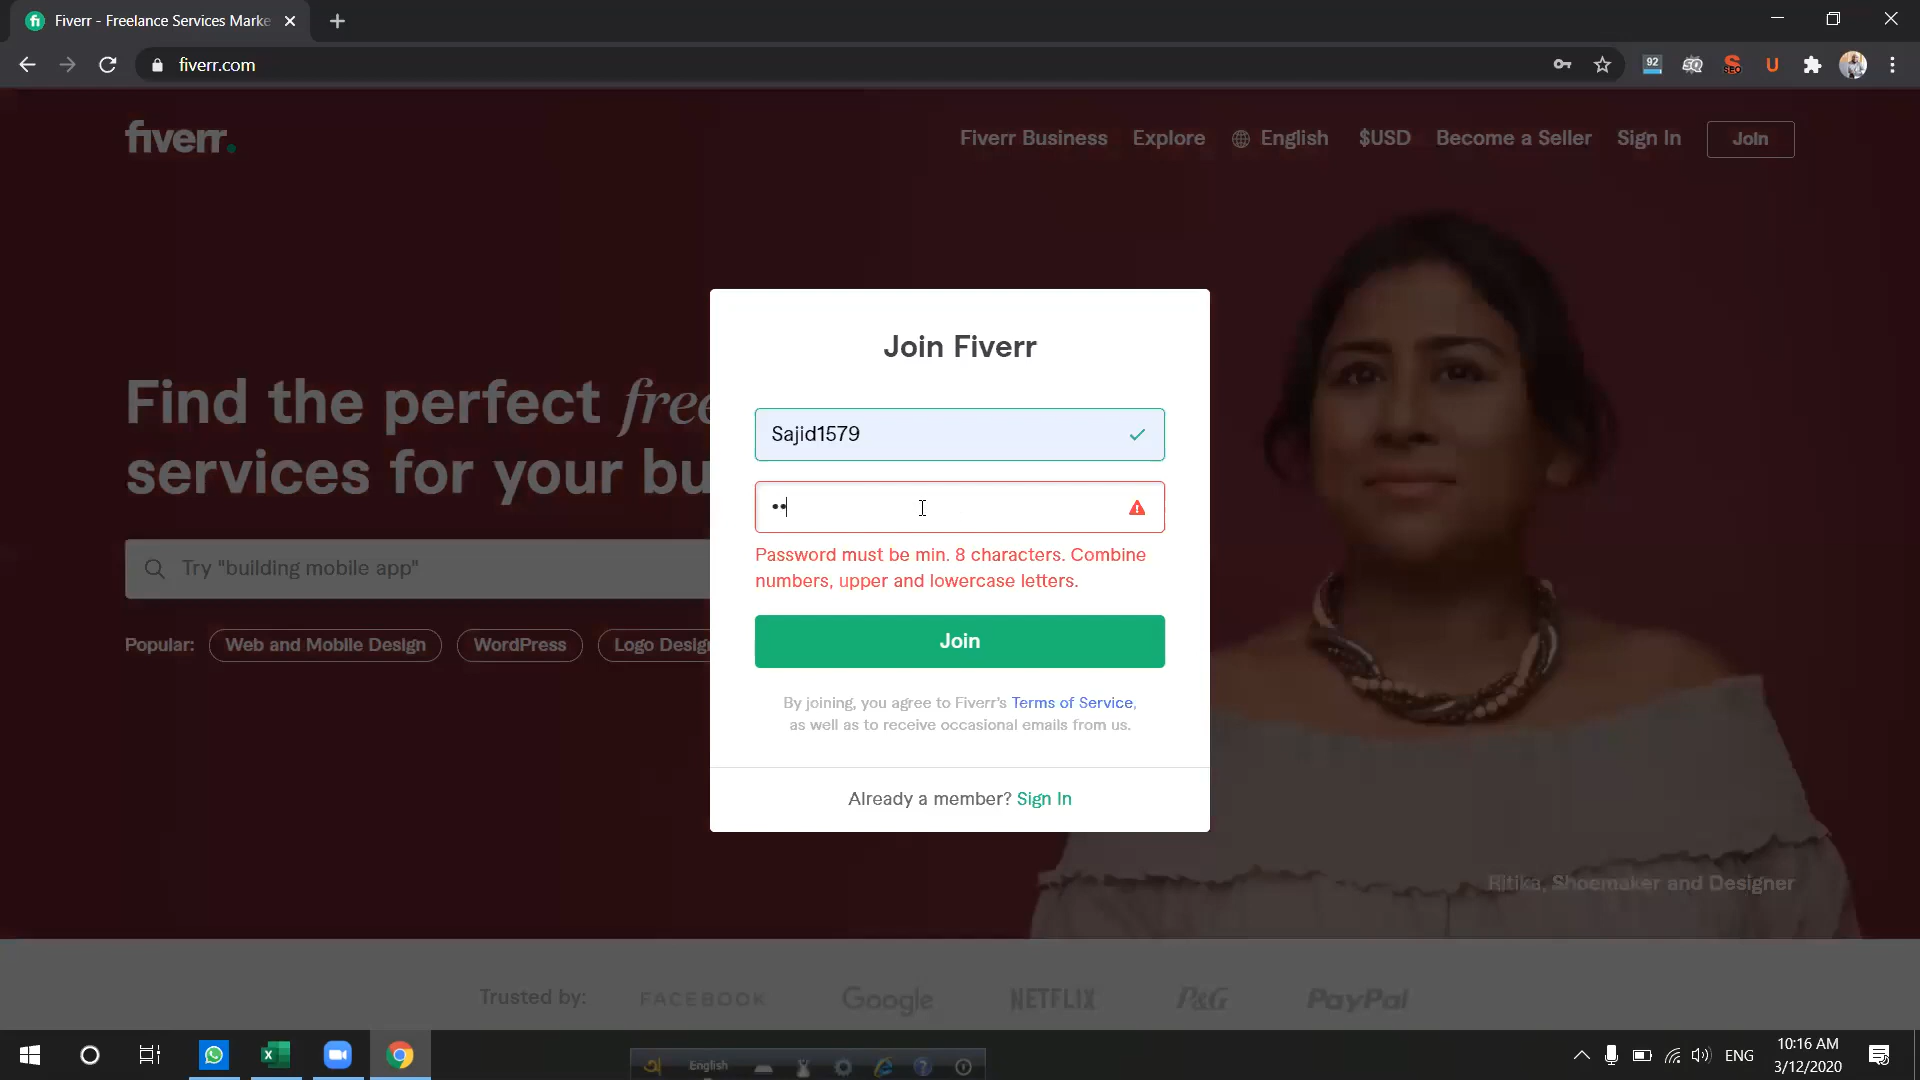 Fiverr - Freelance Services Marke
fiverr.com
92
SEO
U
fiverr.
Fiverr Business
Explore
English
$USD
Become a Seller
Sign In
Join
Find the perfect free
services for your bu
Try "building mobile app"
Popular:
Web and Mobile Design
WordPress
Logo Desig
Join Fiverr
Sajid1579
Password must be min. 8 characters. Combine
numbers, upper and lowercase letters.
Join
By joining, you agree to Fiverr's Terms of Service,
as well as to receive occasional emails from us.
Already a member? Sign In
Ritika, Shoemaker and Designer
Trusted by:
FACEBOOK
Google
NETFLIX
P&G
PayPal
English
ENG
10:16 AM
3/12/2020